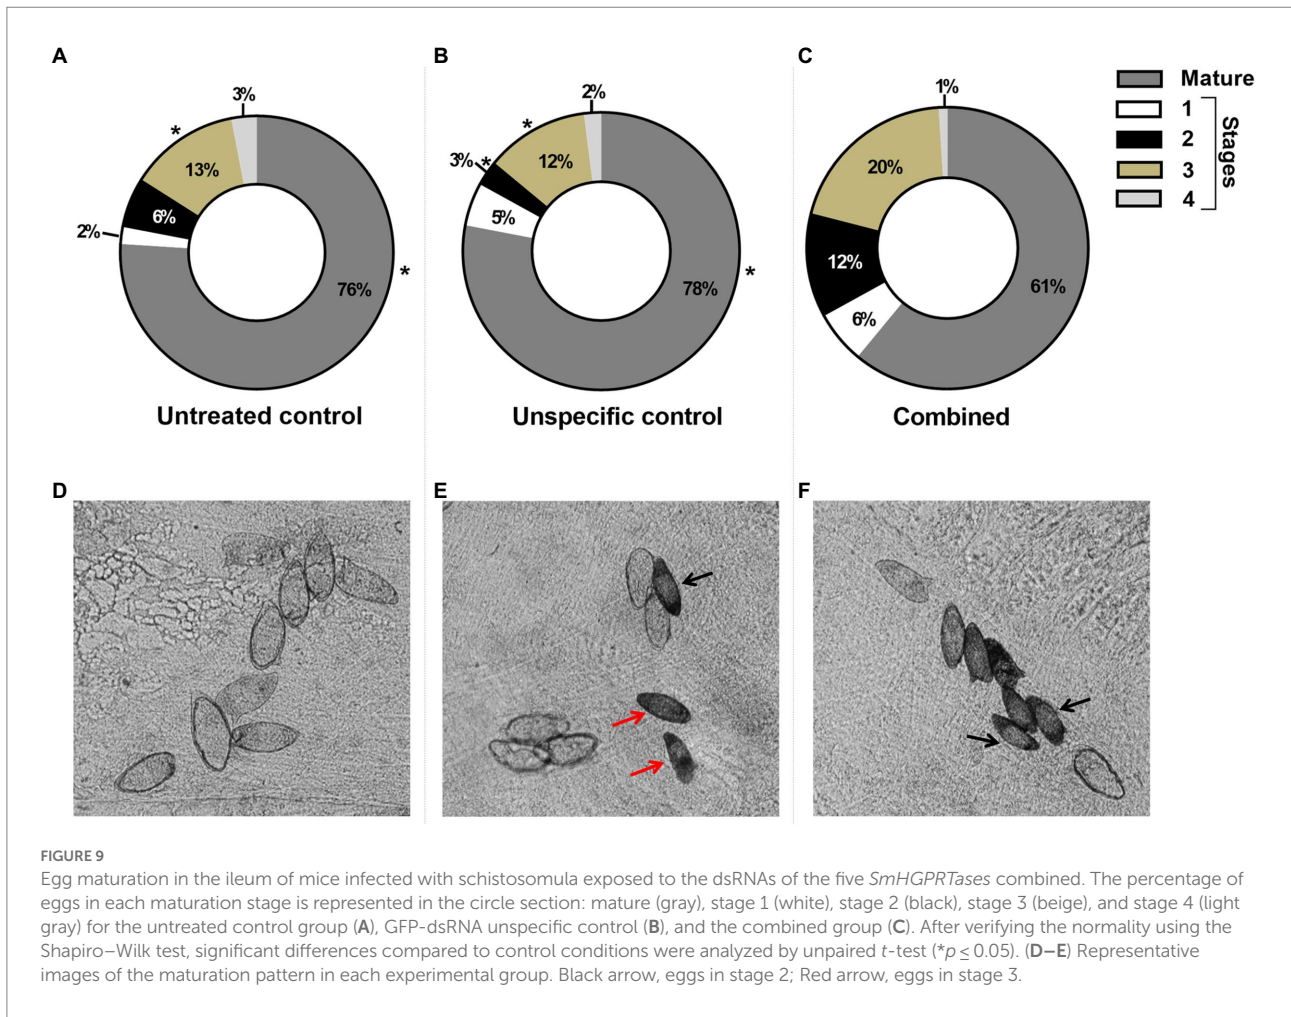 A
B
C
3%
*
13%
6%
2%
76%
*
Untreated control
2%
*
*
3%
12%
5%
78%
*
Unspecific control
1%
20%
12%
6%
61%
Combined
Mature
1
2
3
4
Stages
D
E
F
FIGURE 9
Egg maturation in the ileum of mice infected with schistosomula exposed to the dsRNAs of the five SmHGPRTases combined. The percentage of
eggs in each maturation stage is represented in the circle section: mature (gray), stage 1 (white), stage 2 (black), stage 3 (beige), and stage 4 (light
gray) for the untreated control group (A), GFP-dsRNA unspecific control (B), and the combined group (C). After verifying the normality using the
Shapiro–Wilk test, significant differences compared to control conditions were analyzed by unpaired t-test (*p ≤ 0.05). (D–E) Representative
images of the maturation pattern in each experimental group. Black arrow, eggs in stage 2; Red arrow, eggs in stage 3.